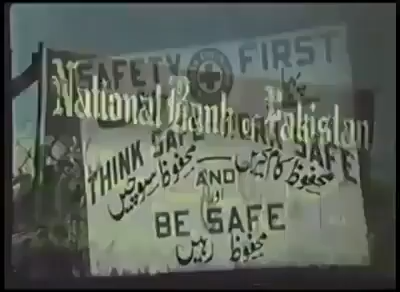 SAFETY FIRST
National Bank of Pakistan
THINK SAFE WORK SAFE
محفوظ سوچیں
محفوظ کام کریں
AND
اور
BE SAFE
محفوظ رہیں